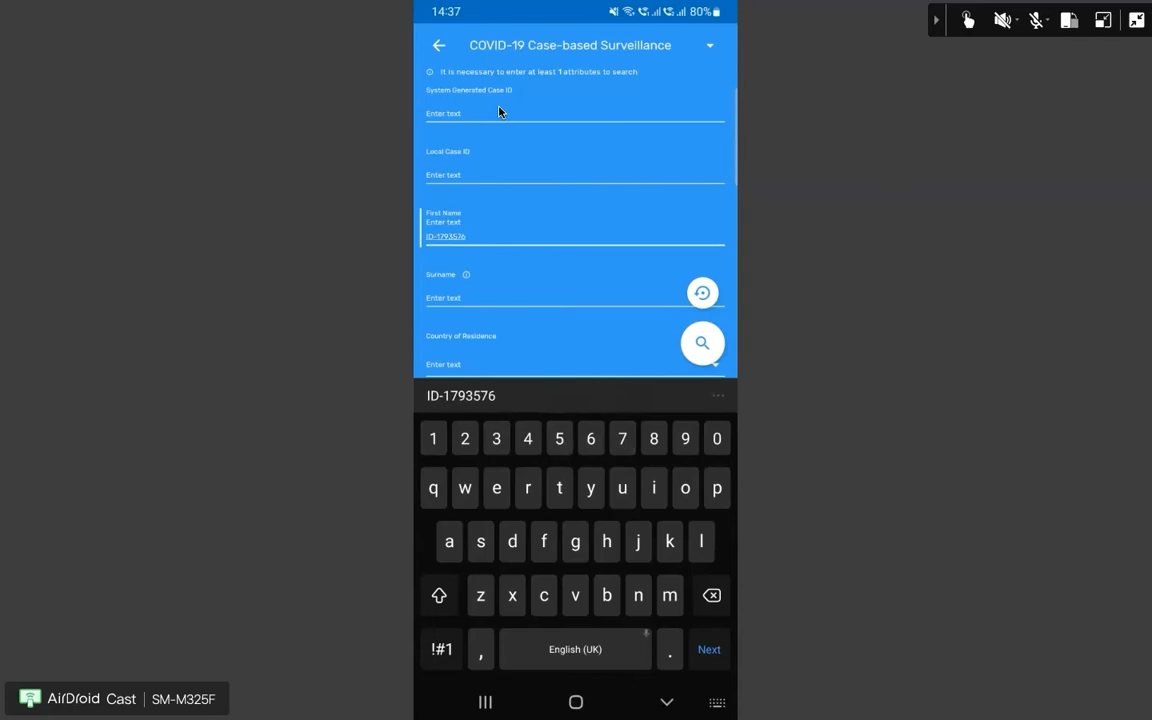 14:37
80%
COVID-19 Case-based Surveillance
It is necessary to enter at least 1 attributes to search
System Generated Case ID
Enter text
Local Case ID
Enter text
First Name
Enter text
ID-1793576
Surname
Enter text
Country of Residence
Enter text
ID-1793576
1 2 3 4 5 6 7 8 9 0
q w e r t y u i o p
a s d f g h j k l
z x c v b n m
!#1 , English (UK) . Next
AirDroid Cast | SM-M325F